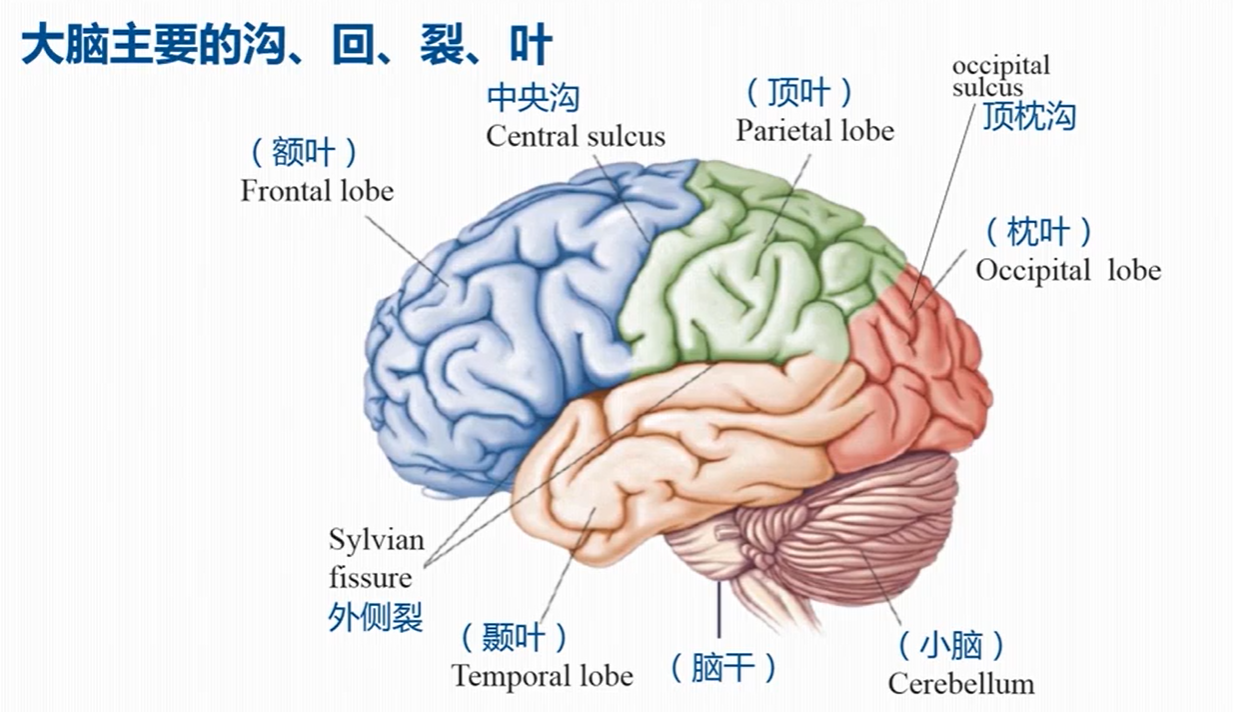 大脑主要的沟、回、裂、叶
occipital
sulcus
顶枕沟
中央沟
Central sulcus
（顶叶）
Parietal lobe
（额叶）
Frontal lobe
（枕叶）
Occipital lobe
Sylvian
fissure
外侧裂
（颞叶）
Temporal lobe
（脑干）
（小脑）
Cerebellum